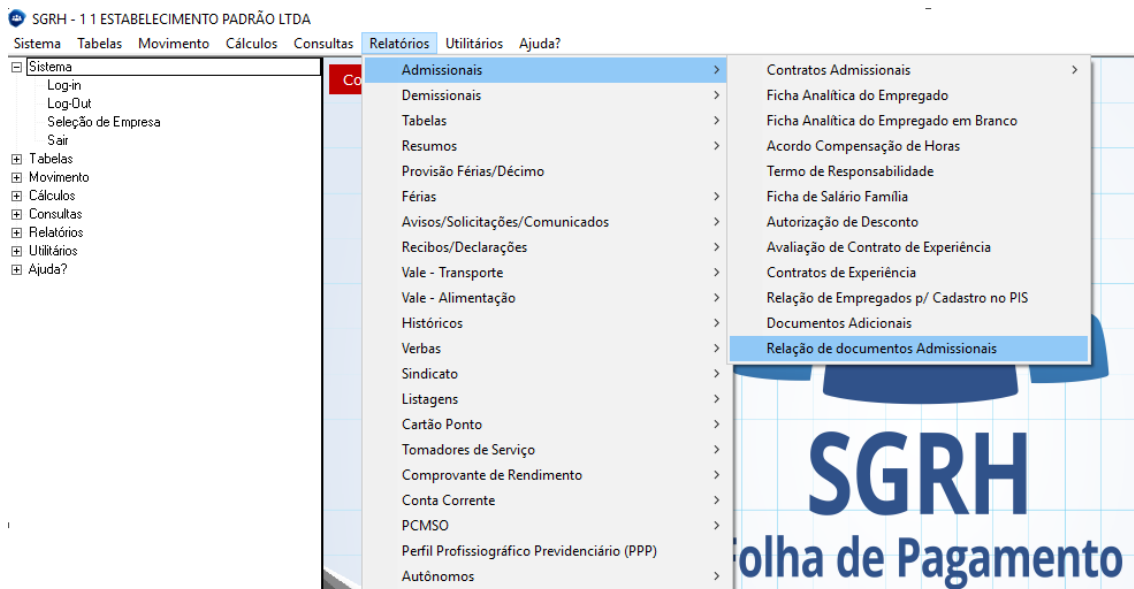 SGRH - 1 1 ESTABELECIMENTO PADRÃO LTDA
Sistema Tabelas Movimento Cálculos Consultas Relatórios Utilitários Ajuda?
Sistema
Log-in
Log-Out
Seleção de Empresa
Sair
Tabelas
Movimento
Cálculos
Consultas
Relatórios
Utilitários
Ajuda?
Co
Admissionais
Demissionais
Tabelas
Resumos
Provisão Férias/Décimo
Férias
Avisos/Solicitações/Comunicados
Recibos/Declarações
Vale - Transporte
Vale - Alimentação
Históricos
Verbas
Sindicato
Listagens
Cartão Ponto
Tomadores de Serviço
Comprovante de Rendimento
Conta Corrente
PCMSO
Perfil Profissiográfico Previdenciário (PPP)
Autônomos
Contratos Admissionais
Ficha Analítica do Empregado
Ficha Analítica do Empregado em Branco
Acordo Compensação de Horas
Termo de Responsabilidade
Ficha de Salário Família
Autorização de Desconto
Avaliação de Contrato de Experiência
Contratos de Experiência
Relação de Empregados p/ Cadastro no PIS
Documentos Adicionais
Relação de documentos Admissionais
SGRH
olha de Pagamento